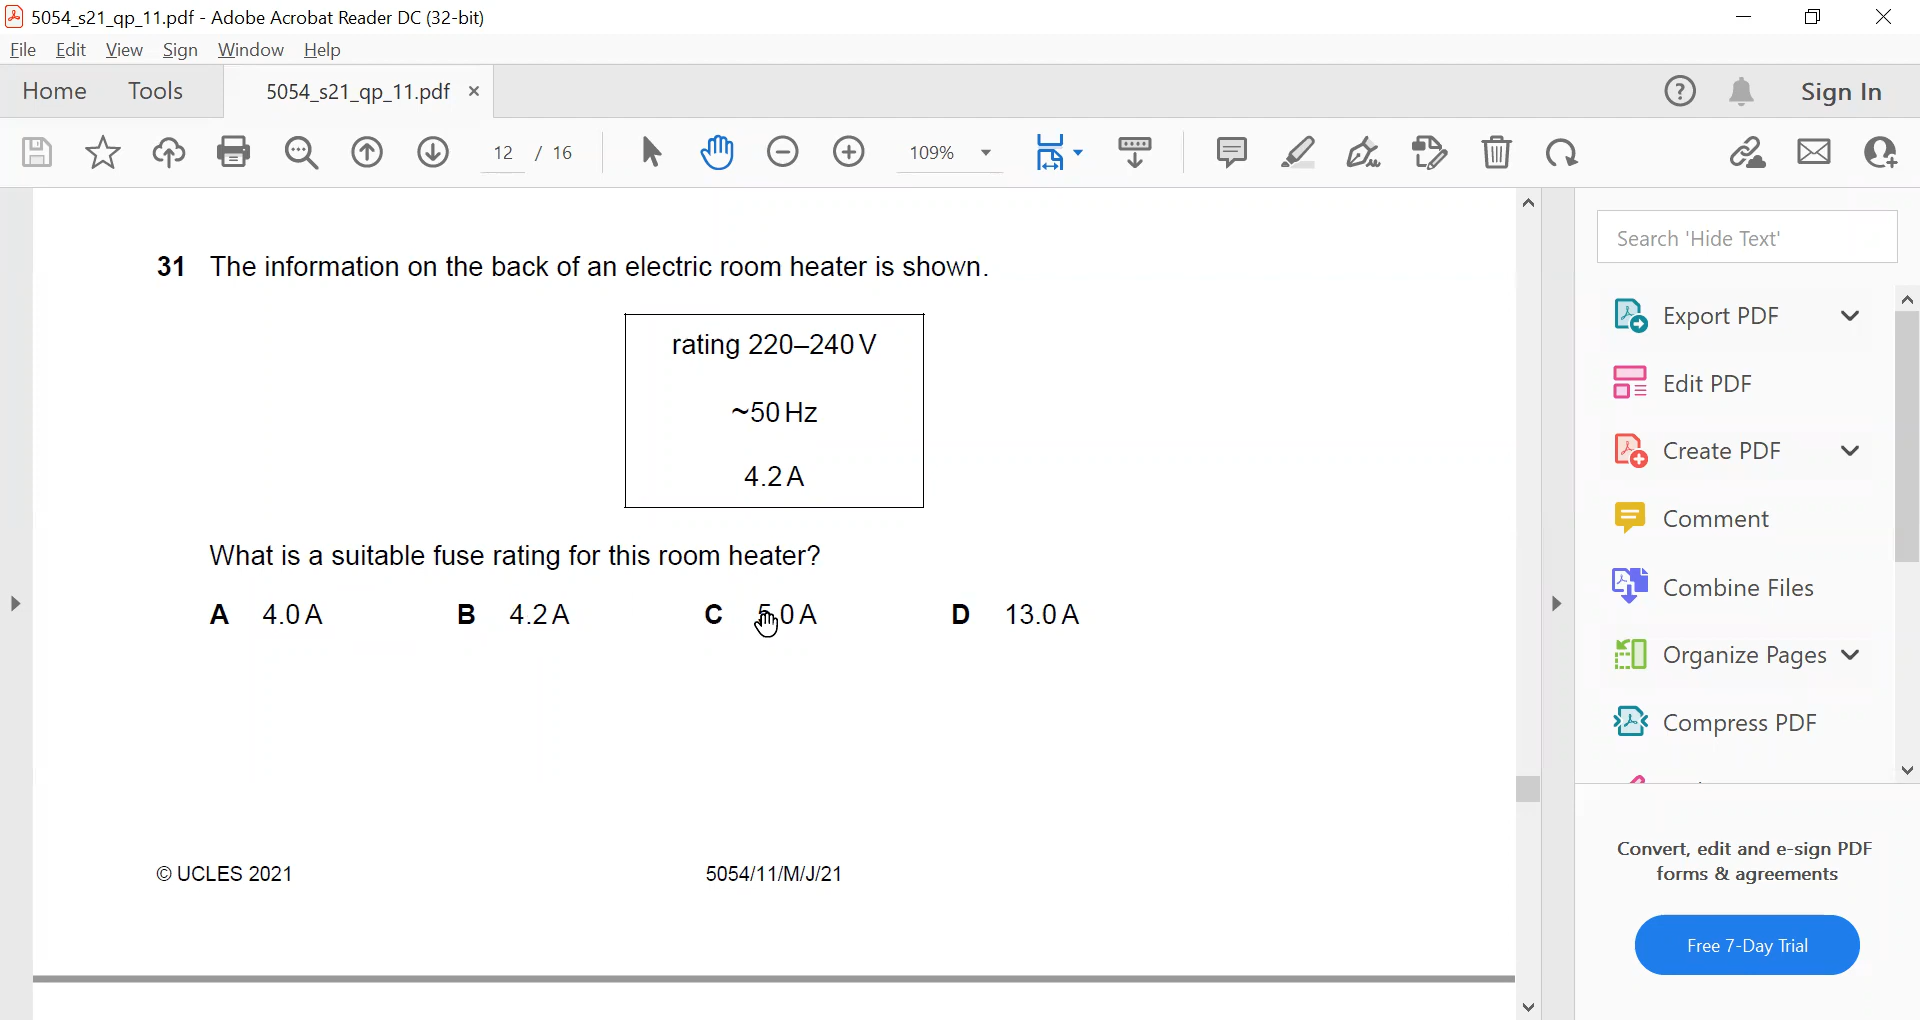 5054_s21_qp_11.pdf - Adobe Acrobat Reader DC (32-bit)
File Edit View Sign Window Help
Home Tools 5054_s21_qp_11.pdf × Sign In
12 / 16 109%
31 The information on the back of an electric room heater is shown.
rating 220–240 V
~50 Hz
4.2 A
What is a suitable fuse rating for this room heater?
A 4.0 A B 4.2 A C 5.0 A D 13.0 A
© UCLES 2021 5054/11/M/J/21
Search 'Hide Text'
Export PDF
Edit PDF
Create PDF
Comment
Combine Files
Organize Pages
Compress PDF
Convert, edit and e-sign PDF
forms & agreements
Free 7-Day Trial